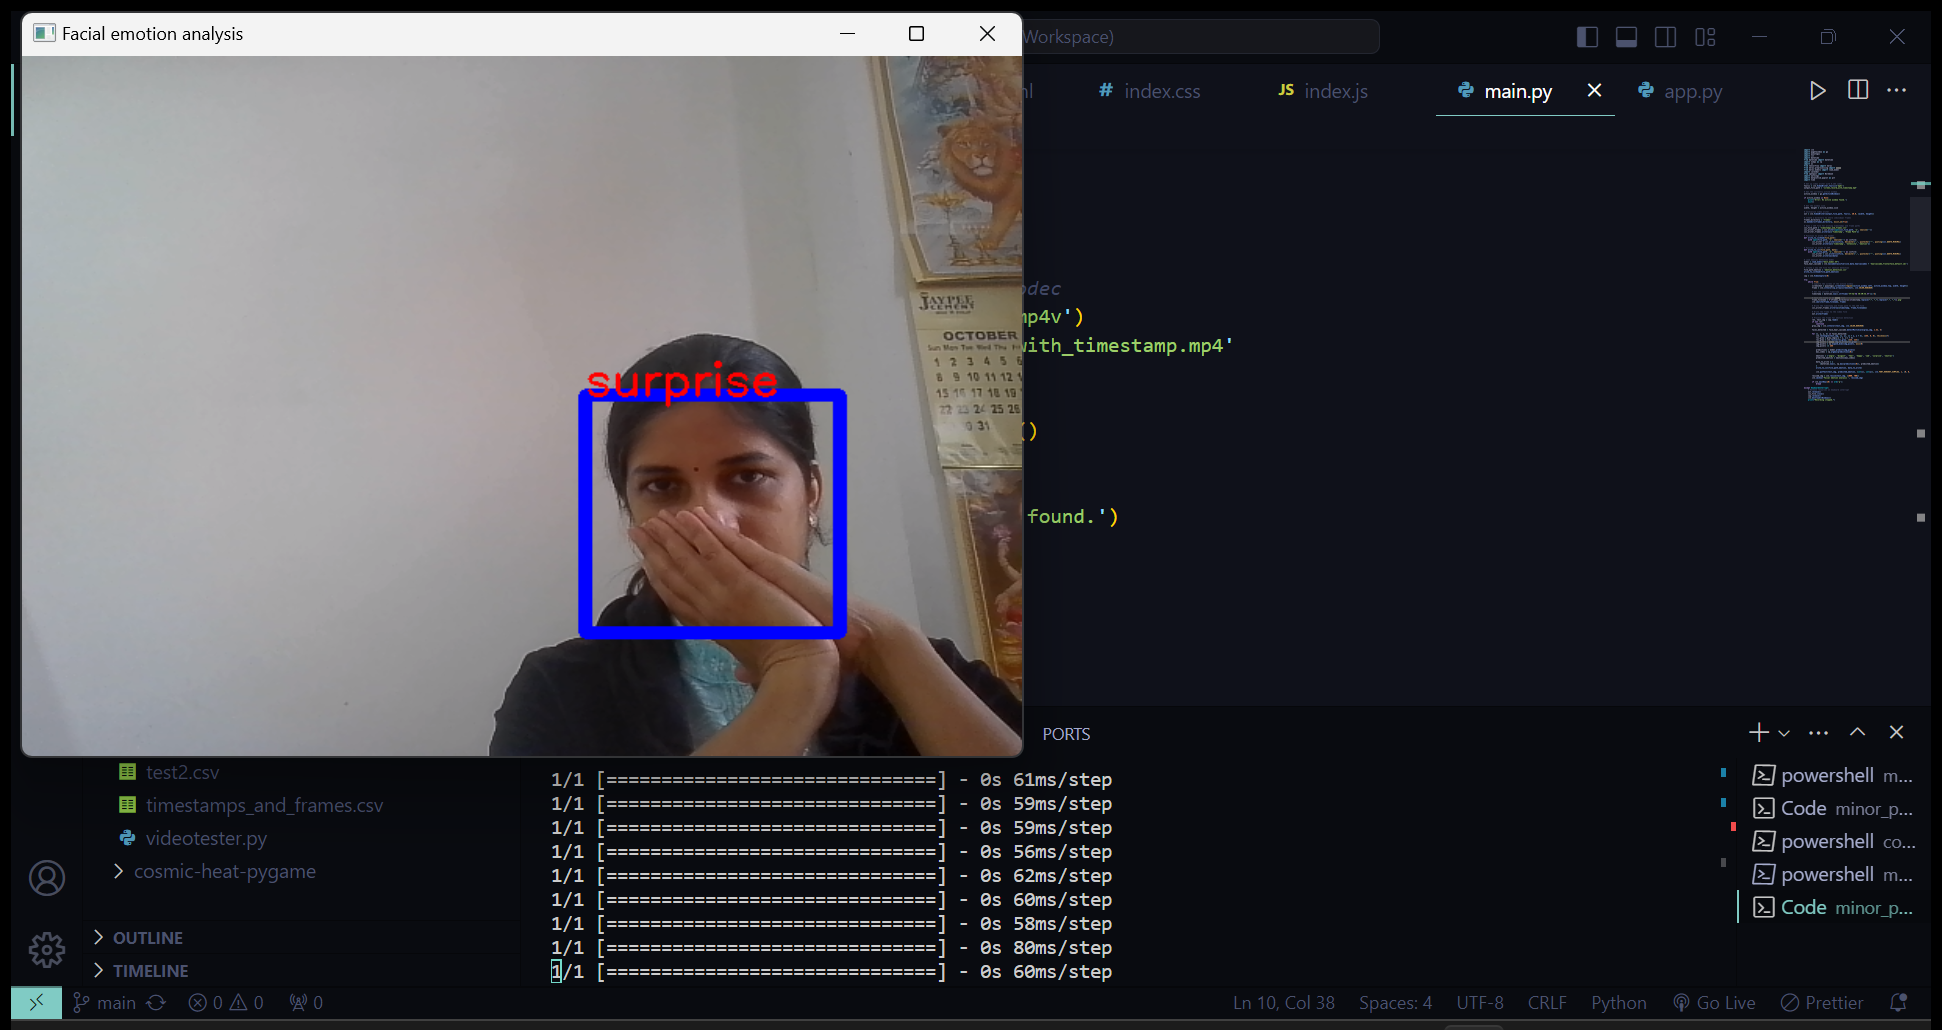 Facial emotion analysis
Workspace)
index.css
JS index.js
main.py
app.py
JAYPEE
CEMENT
OCTOBER
surprise
odec
mp4v')
with_timestamp.mp4'
()
found.')
PORTS
test2.csv
timestamps_and_frames.csv
videotester.py
cosmic-heat-pygame
OUTLINE
TIMELINE
1/1 [==============================] - 0s 61ms/step
1/1 [==============================] - 0s 59ms/step
1/1 [==============================] - 0s 59ms/step
1/1 [==============================] - 0s 56ms/step
1/1 [==============================] - 0s 62ms/step
1/1 [==============================] - 0s 60ms/step
1/1 [==============================] - 0s 58ms/step
1/1 [==============================] - 0s 80ms/step
1/1 [==============================] - 0s 60ms/step
powershell m...
Code minor_p...
powershell co...
powershell m...
Code minor_p...
main 0 0 0
Ln 10, Col 38 Spaces: 4 UTF-8 CRLF Python Go Live Prettier